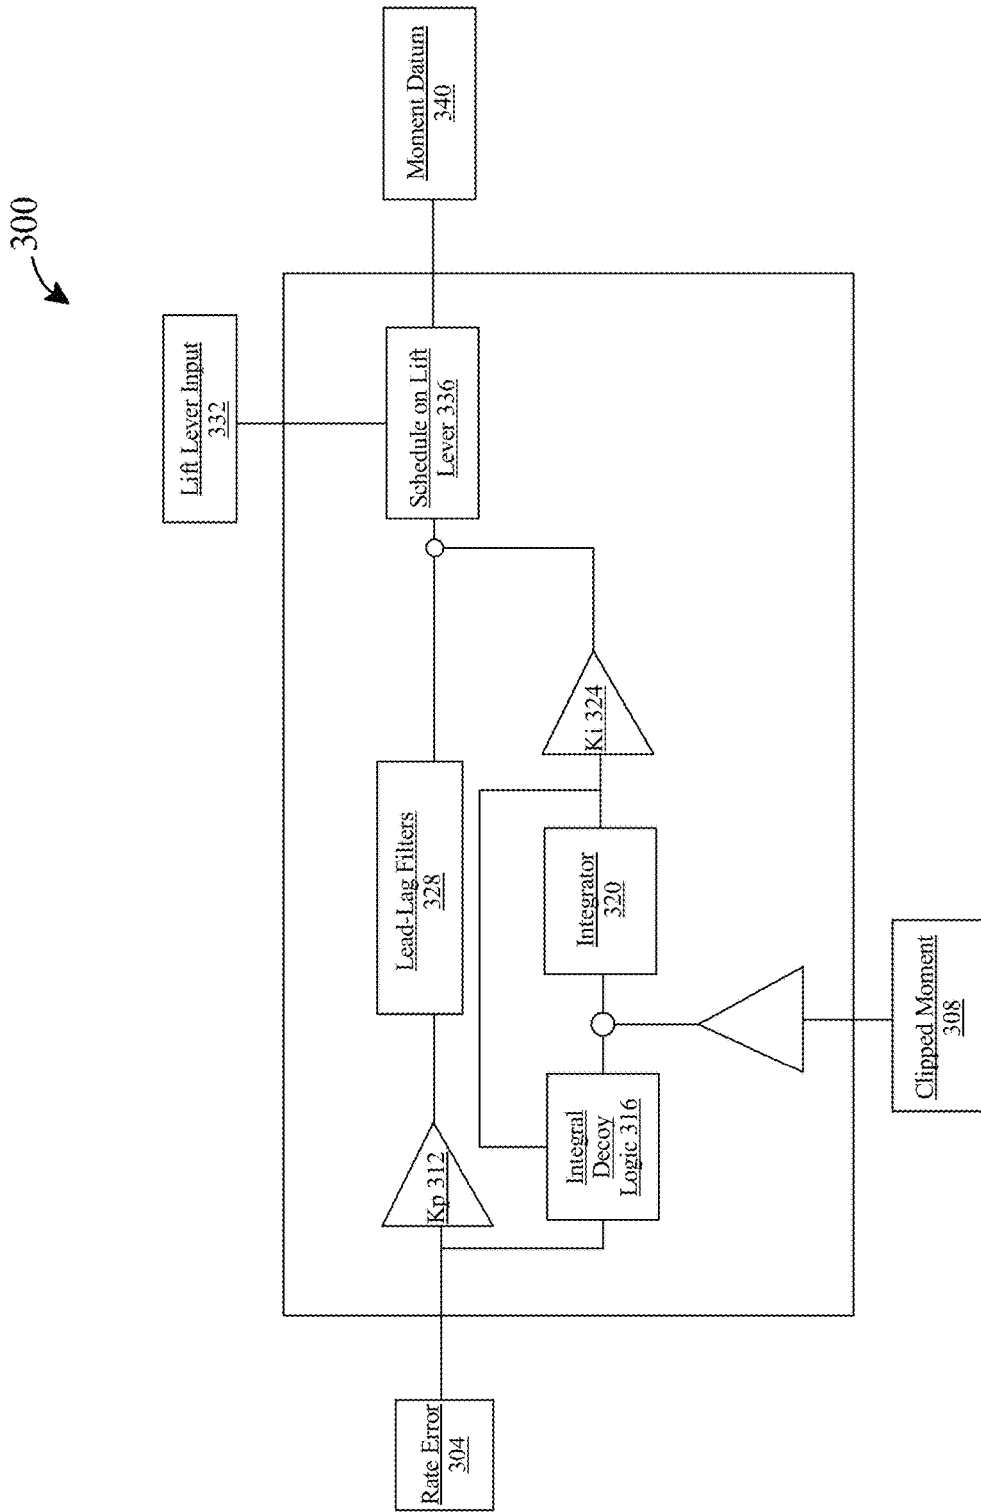 300
Lift Lever Input
332
Moment Datum
340
Schedule on Lift
Lever 336
Lead-Lag Filters
328
Kp 312
Ki 324
Integrator
320
Integral
Decoy
Logic 316
Rate Error
304
Clipped Moment
308